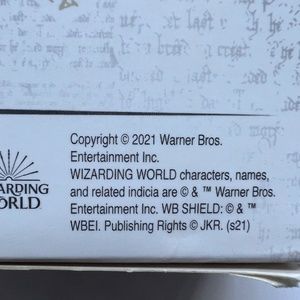 Copyright © 2021 Warner Bros.
Entertainment Inc.
WIZARDING WORLD characters, names,
and related indicia are © & ™ Warner Bros.
Entertainment Inc. WB SHIELD: © & ™
WBEI. Publishing Rights © JKR. (s21)
ARDING
RLD